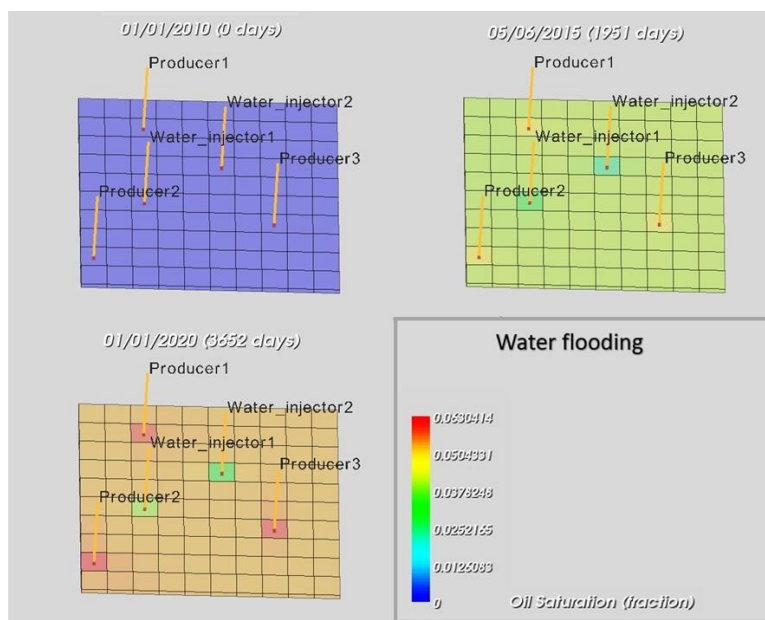 01/01/2010 (0 days)
Producer1
Water_injector2
Water_injector1
Producer3
Producer2
05/06/2015 (1951 days)
Producer1
Water_injector2
Water_injector1
Producer3
Producer2
01/01/2020 (3652 days)
Producer1
Water_injector2
Water_injector1
Producer3
Producer2
Water flooding
0.0630414
0.0504331
0.0378248
0.0252165
0.0126083
0
Oil Saturation (fraction)